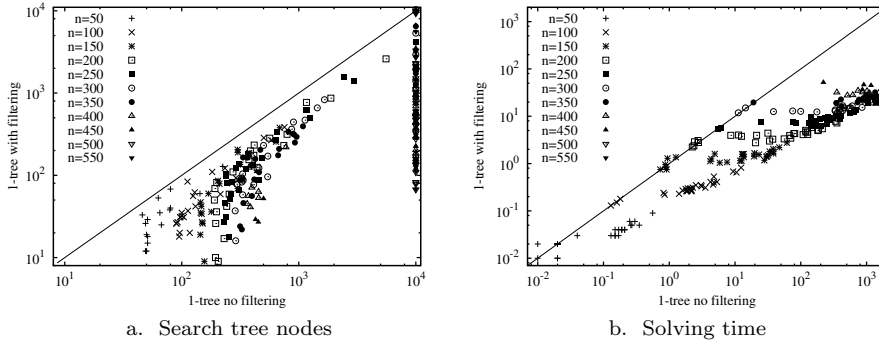 10^4
10^3
10^2
10^1
1-tree with filtering
n=50
n=100
n=150
n=200
n=250
n=300
n=350
n=400
n=450
n=500
n=550
10^1
10^2
10^3
10^4
1-tree no filtering
a. Search tree nodes
10^3
10^2
10^1
10^0
10^-1
10^-2
1-tree with filtering
n=50
n=100
n=150
n=200
n=250
n=300
n=350
n=400
n=450
n=500
n=550
10^-2
10^-1
10^0
10^1
10^2
10^3
1-tree no filtering
b. Solving time